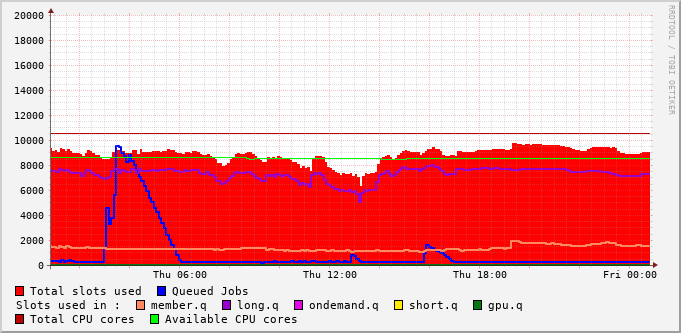 20000
18000
16000
14000
12000
10000
8000
6000
4000
2000
0
Thu 06:00 Thu 12:00 Thu 18:00 Fri 00:00
Total slots used Queued Jobs
Slots used in : member.q long.q ondemand.q short.q gpu.q
Total CPU cores Available CPU cores
RRDTOOL / TOBI OETIKER